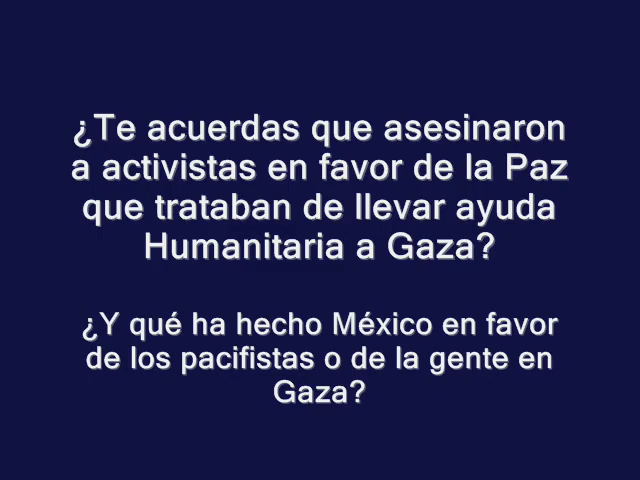 ¿Te acuerdas que asesinaron
a activistas en favor de la Paz
que trataban de llevar ayuda
Humanitaria a Gaza?
¿Y qué ha hecho México en favor
de los pacifistas o de la gente en
Gaza?